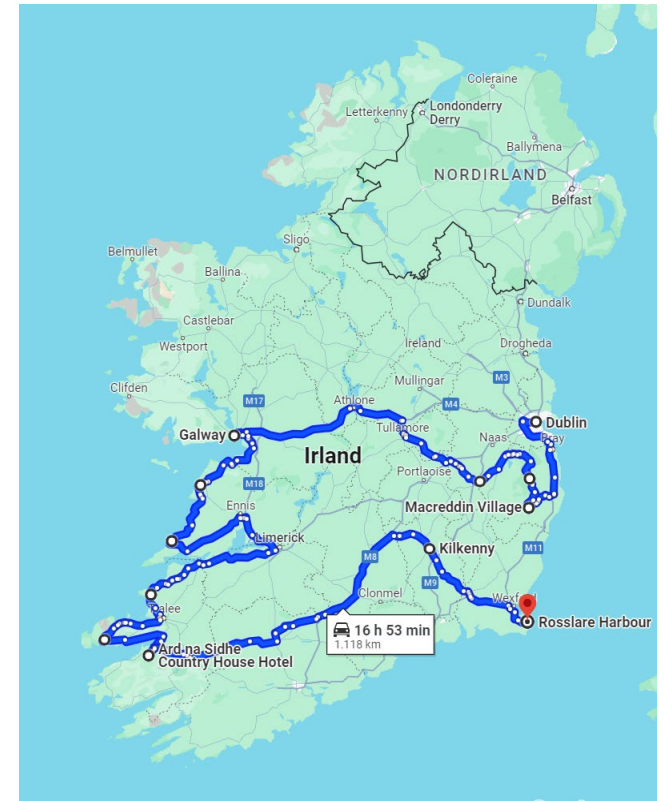 Coleraine
Londonderry
Derry
Letterkenny
Ballymena
NORDIRLAND
Belfast
Sligo
Belmullet
Ballina
Dundalk
Castlebar
Westport
Ireland
Drogheda
Clifden
Mullingar
M3
M17
Athlone
M4
Galway
Tullamore
Dublin
Naas
Bray
Irland
Portlaoise
M18
Ennis
Macreddin Village
Limerick
Kilkenny
M11
M8
M9
Clonmel
Wexford
Tralee
Rosslare Harbour
16 h 53 min
1.118 km
Ard na Sidhe
Country House Hotel